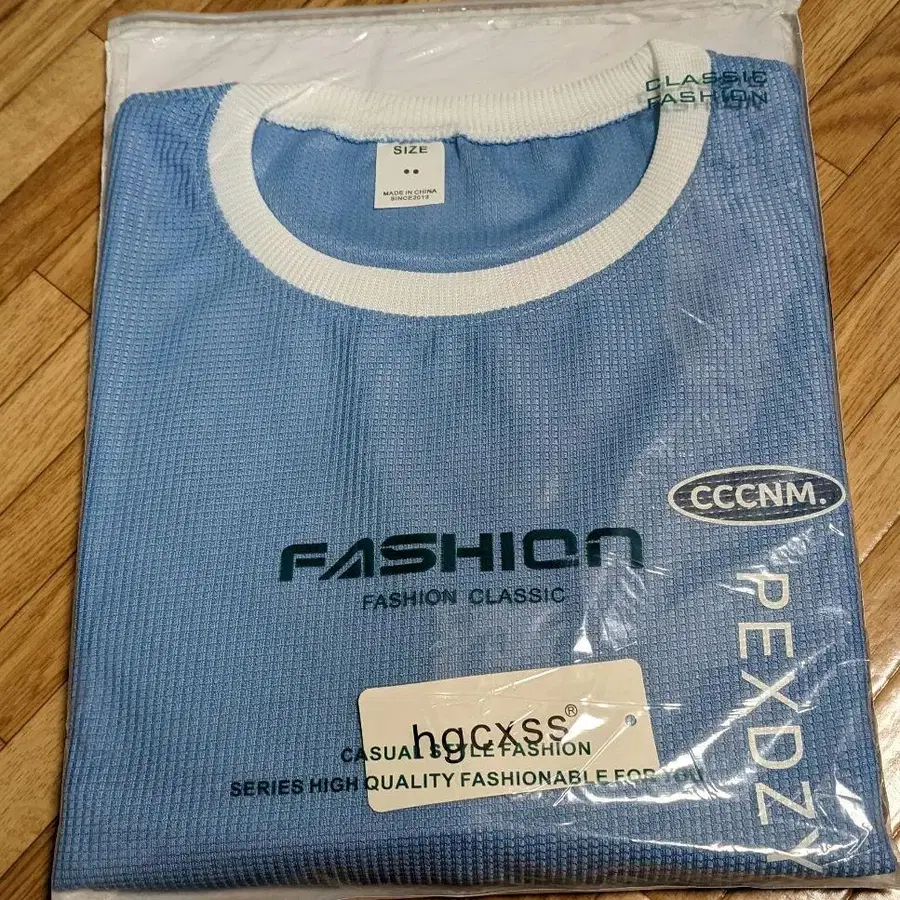 CLASSIC
FASHION
SIZE
MADE IN CHINA
SINCE2013
CCCNM.
FASHION
FASHION CLASSIC
PEXDZY
hgcxss®
CASUAL STYLE FASHION
SERIES HIGH QUALITY FASHIONABLE FOR YOU